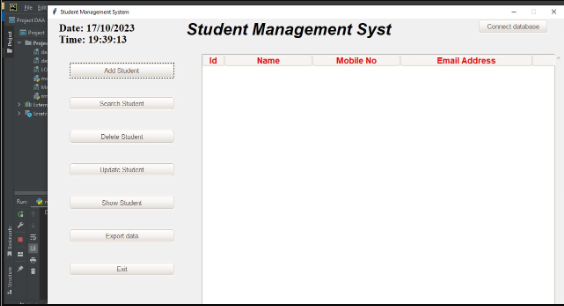 Student Management System
Date: 17/10/2023
Time: 19:39:13
Student Management Syst
Connect database
Id Name Mobile No Email Address
Add Student
Search Student
Delete Student
Update Student
Show Student
Export data
Exit
File
Project DAA
Project
Project
Run:
Bookmarks
Structure